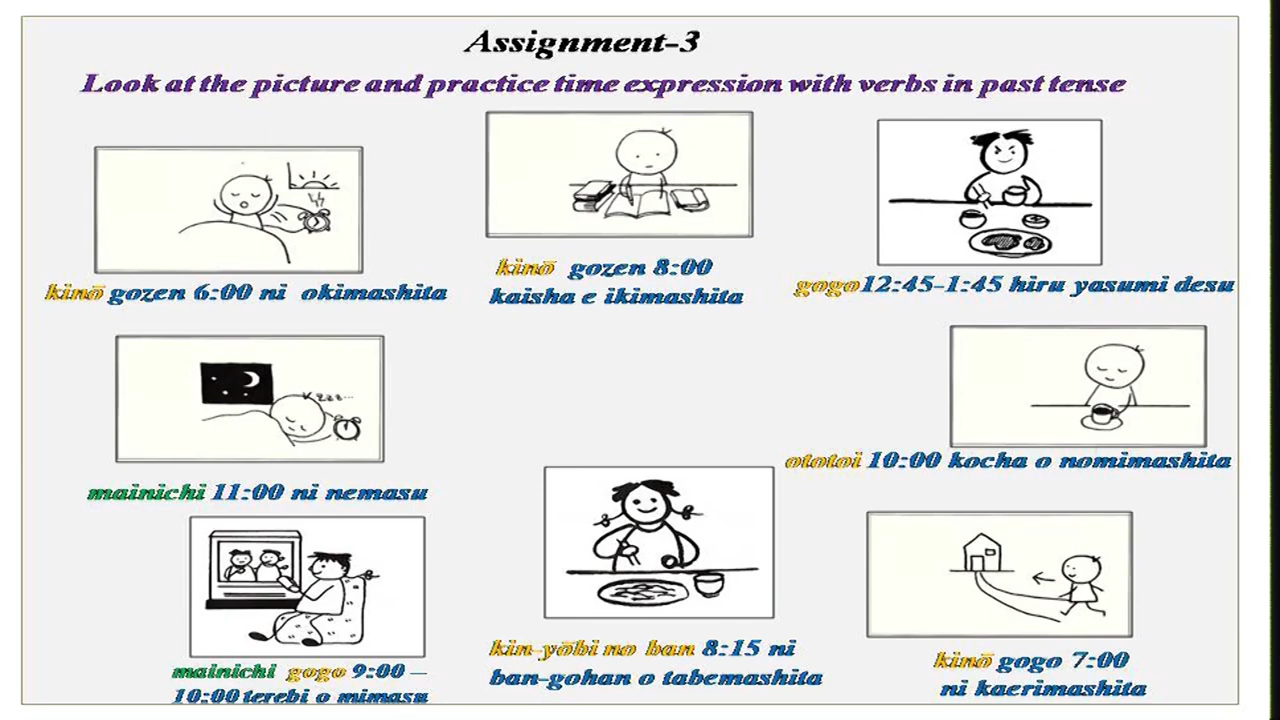 Assignment-3
Look at the picture and practice time expression with verbs in past tense
kinō gozen 6:00 ni okimashita
kinō gozen 8:00
kaisha e ikimashita
gogo 12:45-1:45 hiru yasumi desu
zzz...
mainichi 11:00 ni nemasu
ototoi 10:00 kocha o nomimashita
mainichi gogo 9:00 –
10:00 terebi o mimasu
kin-yōbi no ban 8:15 ni
ban-gohan o tabemashita
kinō gogo 7:00
ni kaerimashita